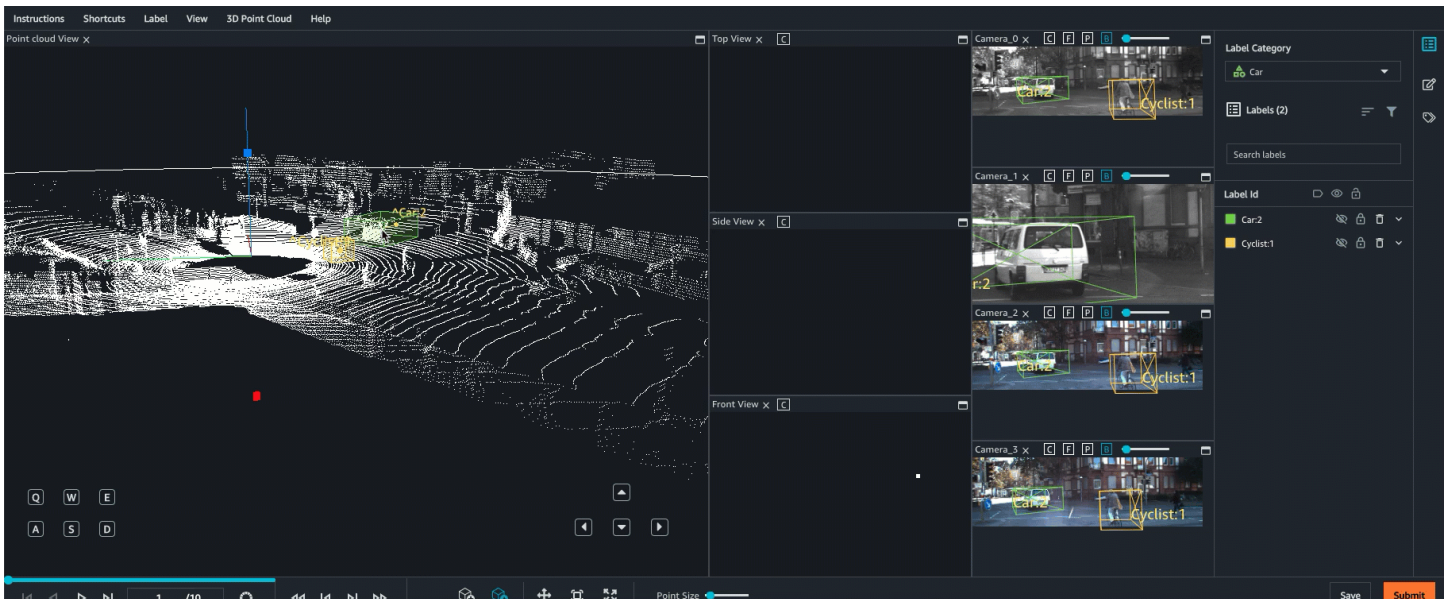 Instructions Shortcuts Label View 3D Point Cloud Help
Point cloud View
Top View C
Camera_0 C F P B
Label Category
Car
Labels (2)
Search labels
Label Id
Car:2
Cyclist:1
^Car:2
Car:2
Cyclist:1
Camera_1 C F P B
r:2
Side View C
Camera_2 C F P B
Car:2
Cyclist:1
Front View C
Camera_3 C F P B
Car:2
Cyclist:1
Q W E
A S D
1 /10
Point Size
Save
Submit